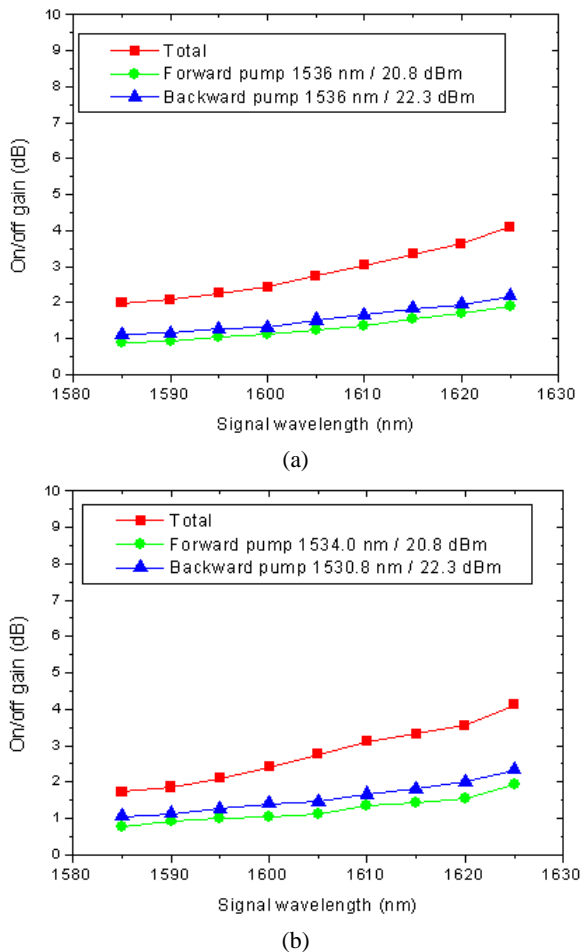 10
9
8
7
6
5
4
3
2
1
0
On/off gain (dB)
Total
Forward pump 1536 nm / 20.8 dBm
Backward pump 1536 nm / 22.3 dBm
1580 1590 1600 1610 1620 1630
Signal wavelength (nm)
(a)
10
9
8
7
6
5
4
3
2
1
0
On/off gain (dB)
Total
Forward pump 1534.0 nm / 20.8 dBm
Backward pump 1530.8 nm / 22.3 dBm
1580 1590 1600 1610 1620 1630
Signal wavelength (nm)
(b)